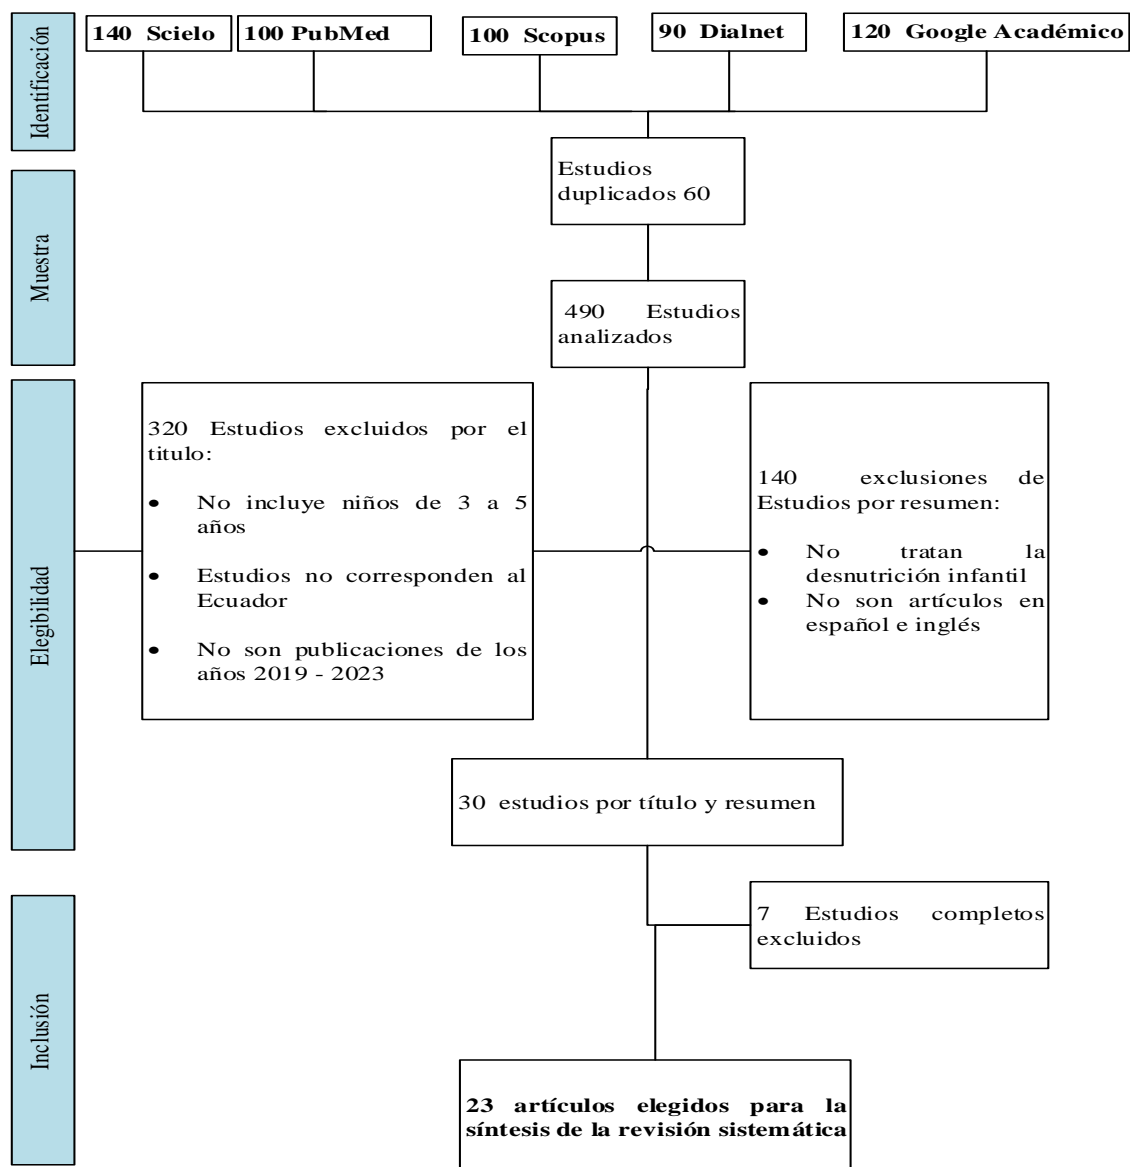 Identificación
140 Scielo
100 PubMed
100 Scopus
90 Dialnet
120 Google Académico
Estudios
duplicados 60
Muestra
490 Estudios
analizados
Elegibilidad
320 Estudios excluidos por el
titulo:
• No incluye niños de 3 a 5
años
• Estudios no corresponden al
Ecuador
• No son publicaciones de los
años 2019 - 2023
140 exclusiones de
Estudios por resumen:
• No tratan la
desnutrición infantil
• No son artículos en
español e inglés
30 estudios por título y resumen
Inclusión
7 Estudios completos
excluidos
23 artículos elegidos para la
síntesis de la revisión sistemática